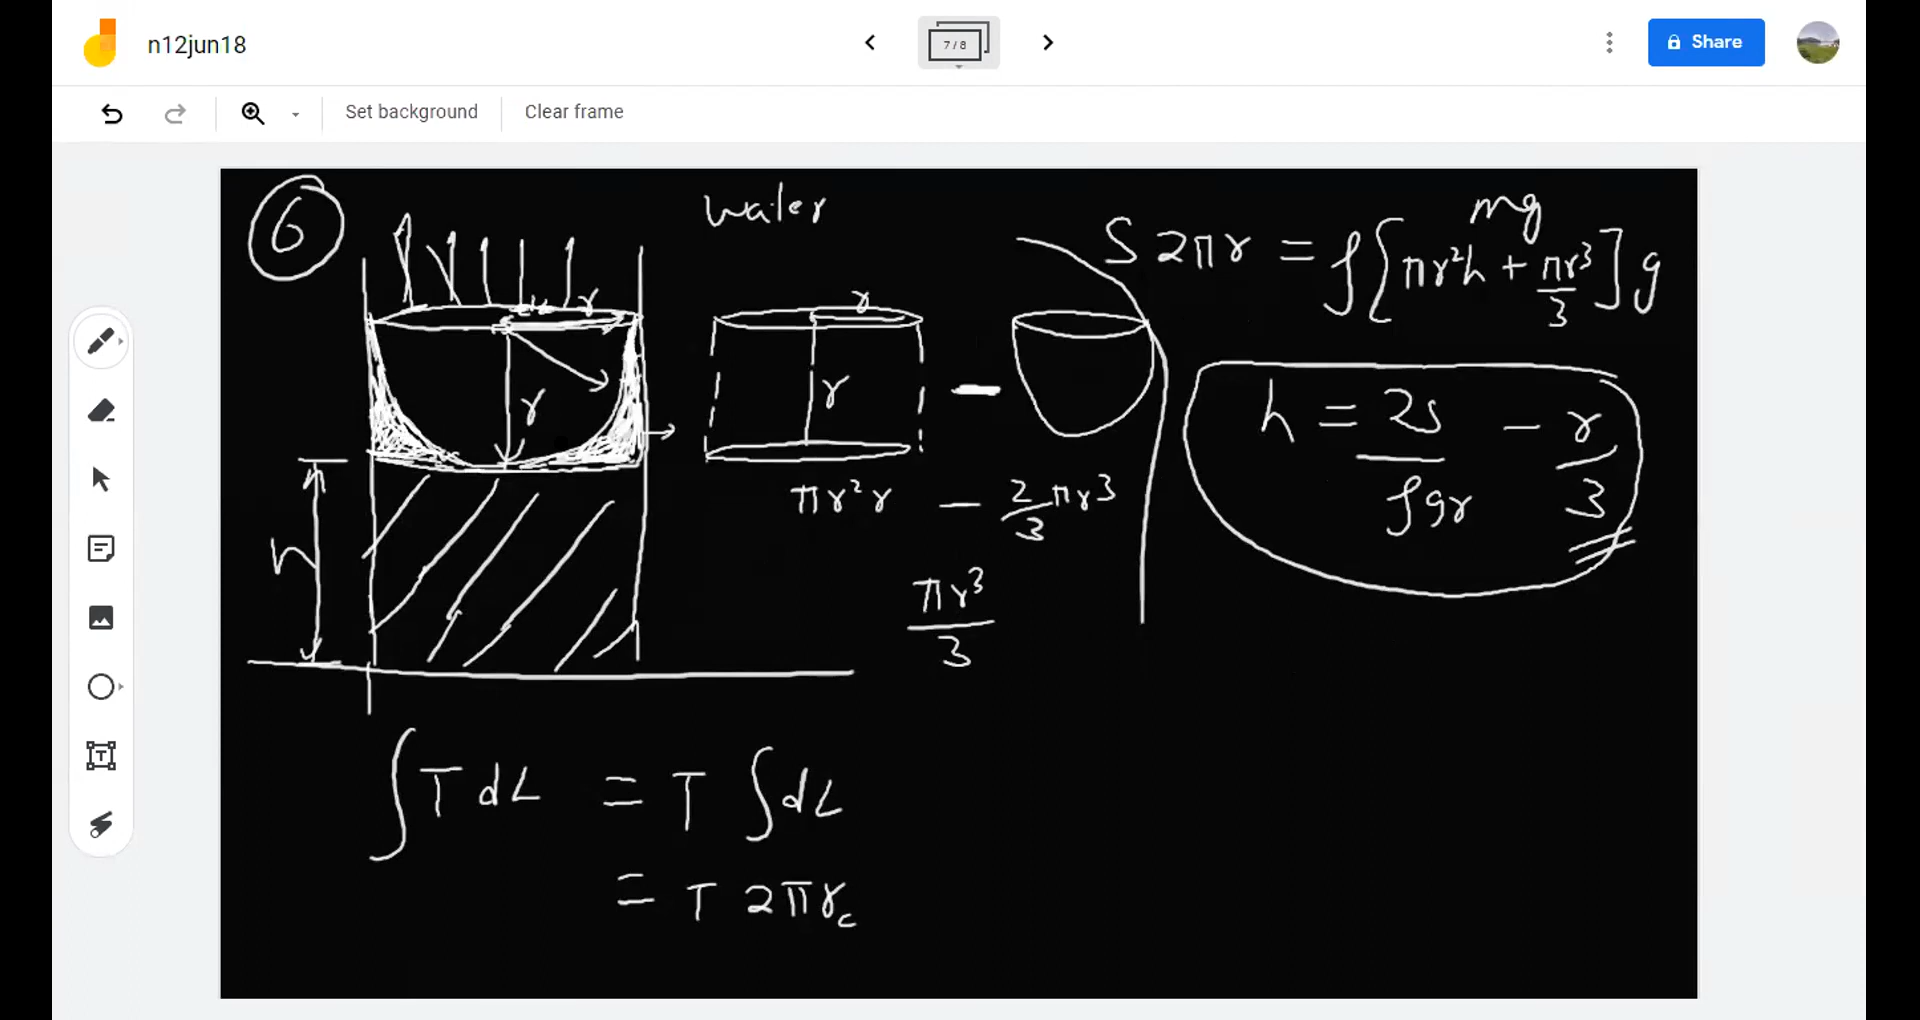 n12jun18
7 / 8
Share
Set background
Clear frame
6
water
mg
S 2πr = ρ[πr²h + πr³/3]g
r
r
r
r
h = 2s/ρgr − r/3
πr²r − 2/3 πr³
πr³/3
h
∫T dL = T ∫dL
= T 2πr_c